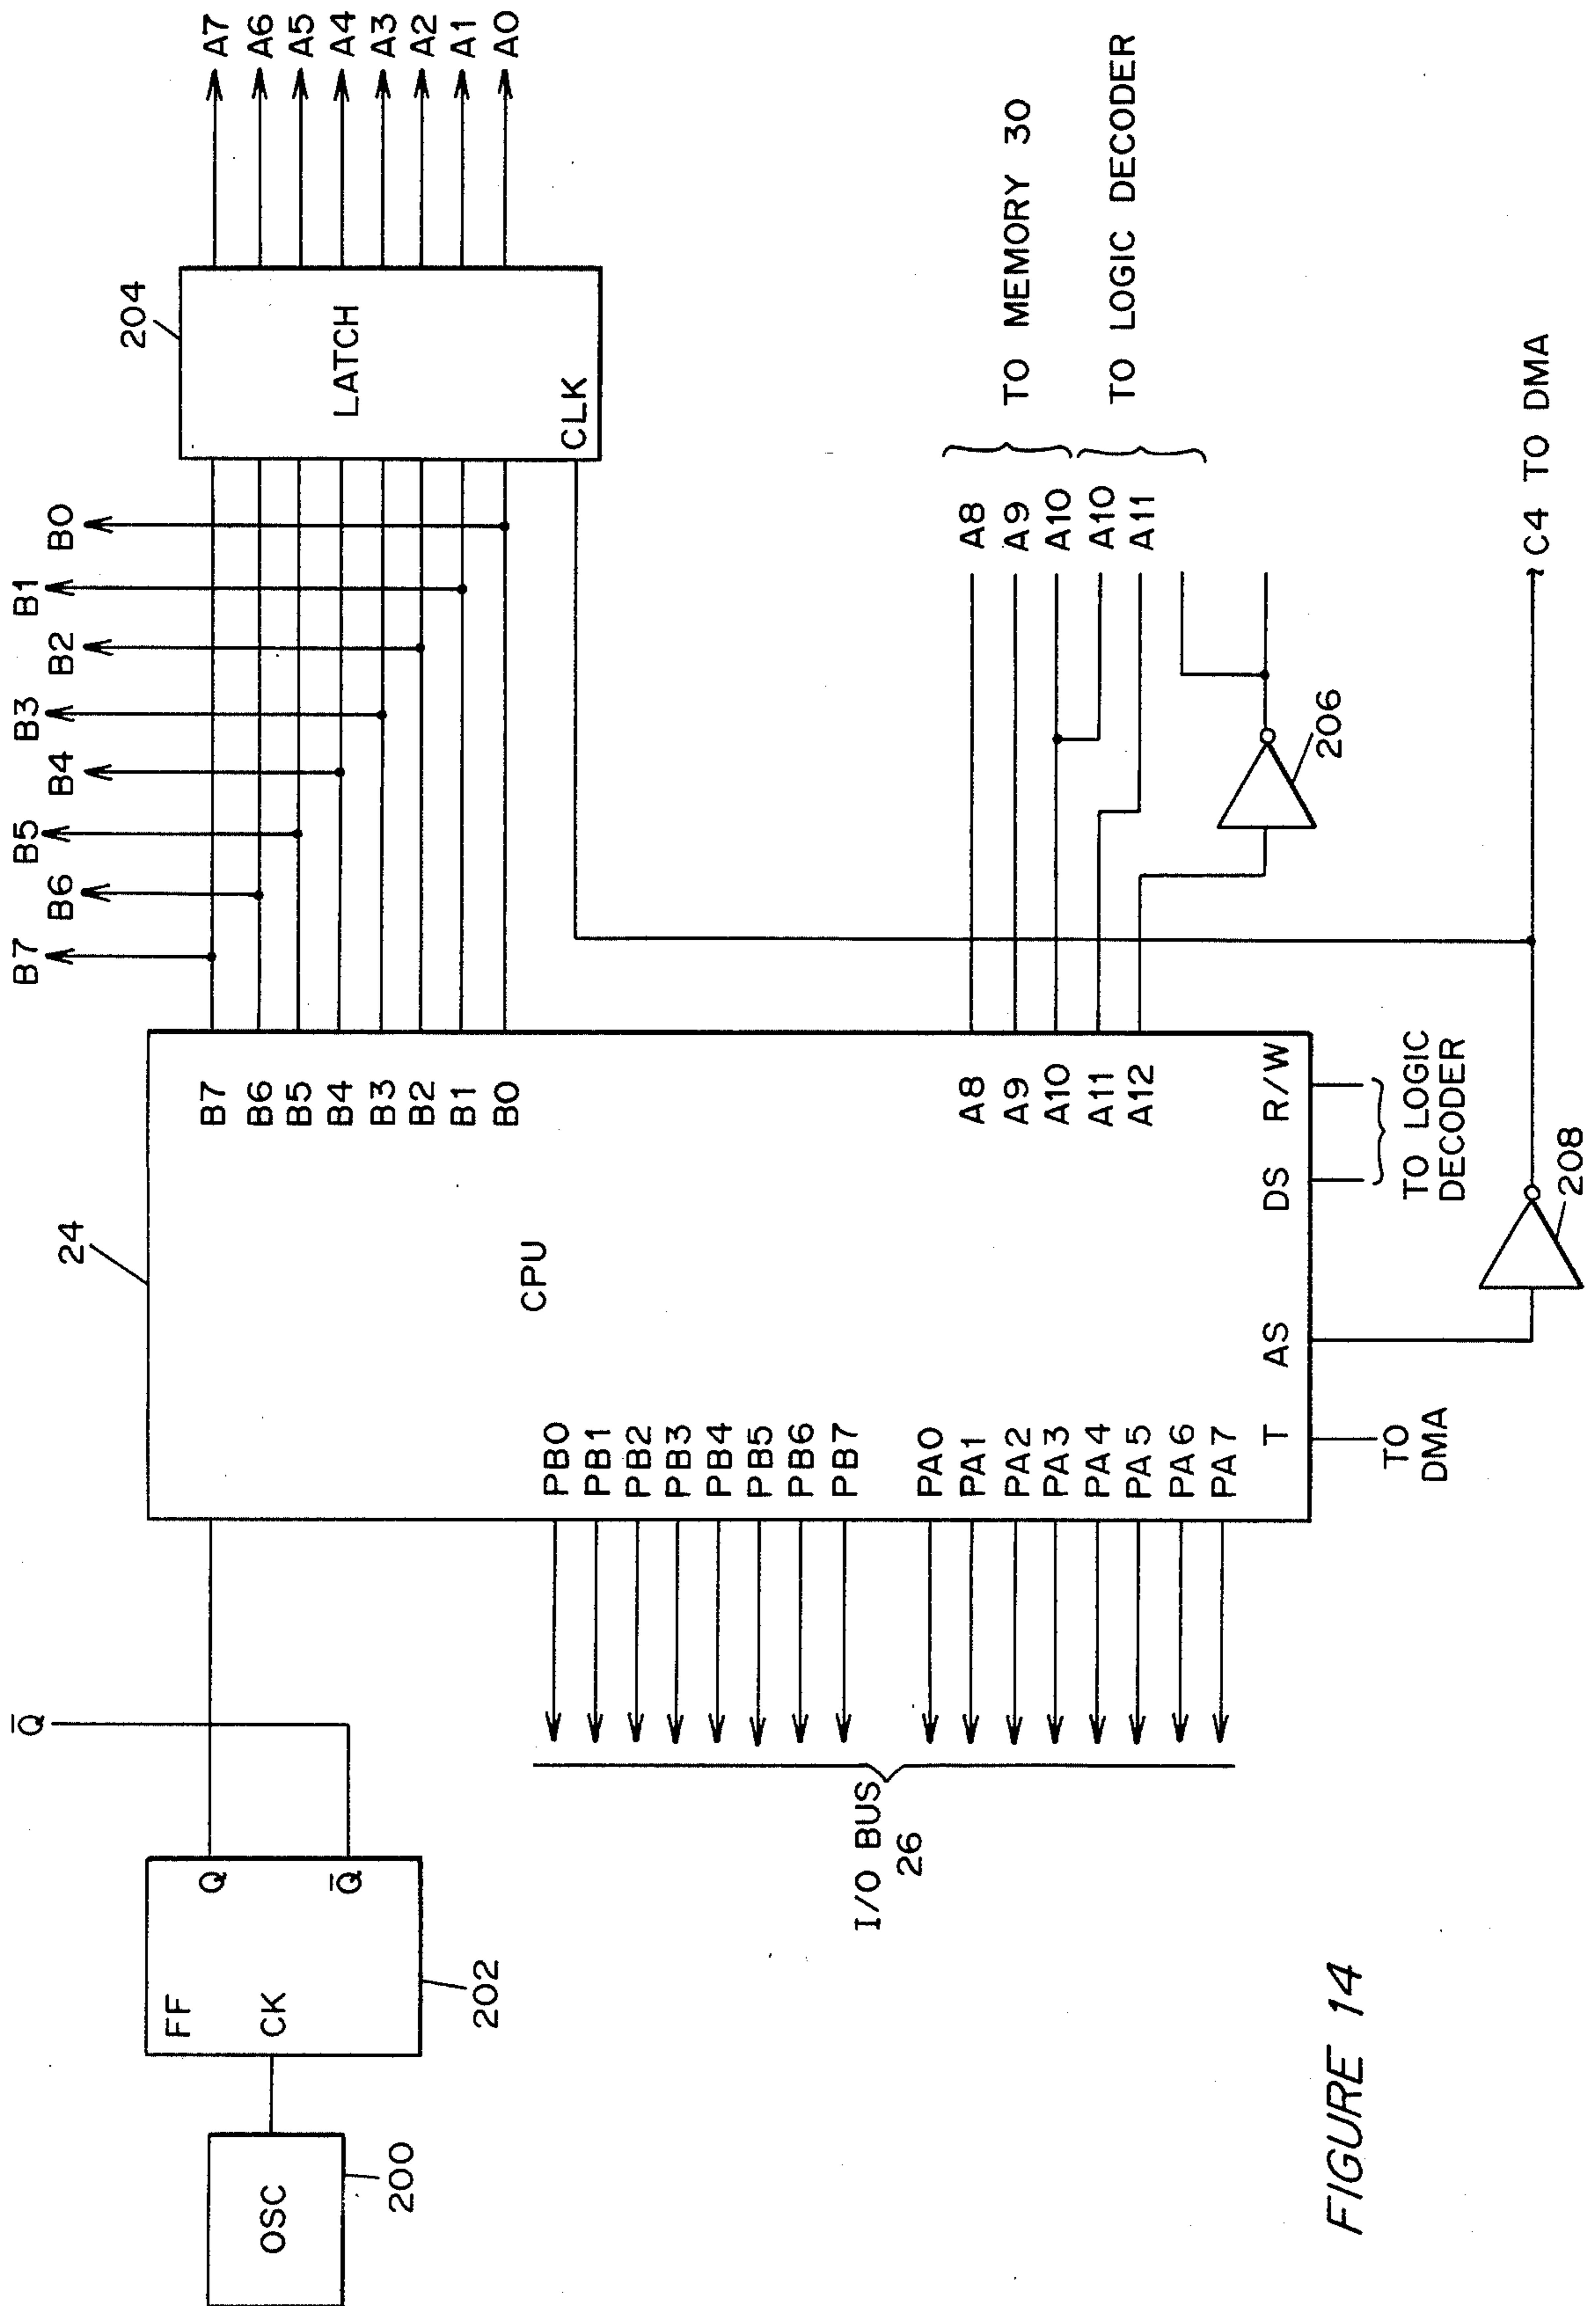 OSC
200
FF
CK
Q
Q̅
202
Q̅
24
CPU
B7
B6
B5
B4
B3
B2
B1
B0
A8
A9
A10
A11
A12
PB0
PB1
PB2
PB3
PB4
PB5
PB6
PB7
PA0
PA1
PA2
PA3
PA4
PA5
PA6
PA7
T
AS
DS
R/W
I/O BUS
26
TO
DMA
TO LOGIC
DECODER
208
B7
B6
B5
B4
B3
B2
B1
B0
204
LATCH
CLK
A7
A6
A5
A4
A3
A2
A1
A0
A8
A9
A10
A10
A11
TO MEMORY 30
TO LOGIC DECODER
206
C4 TO DMA
FIGURE 14